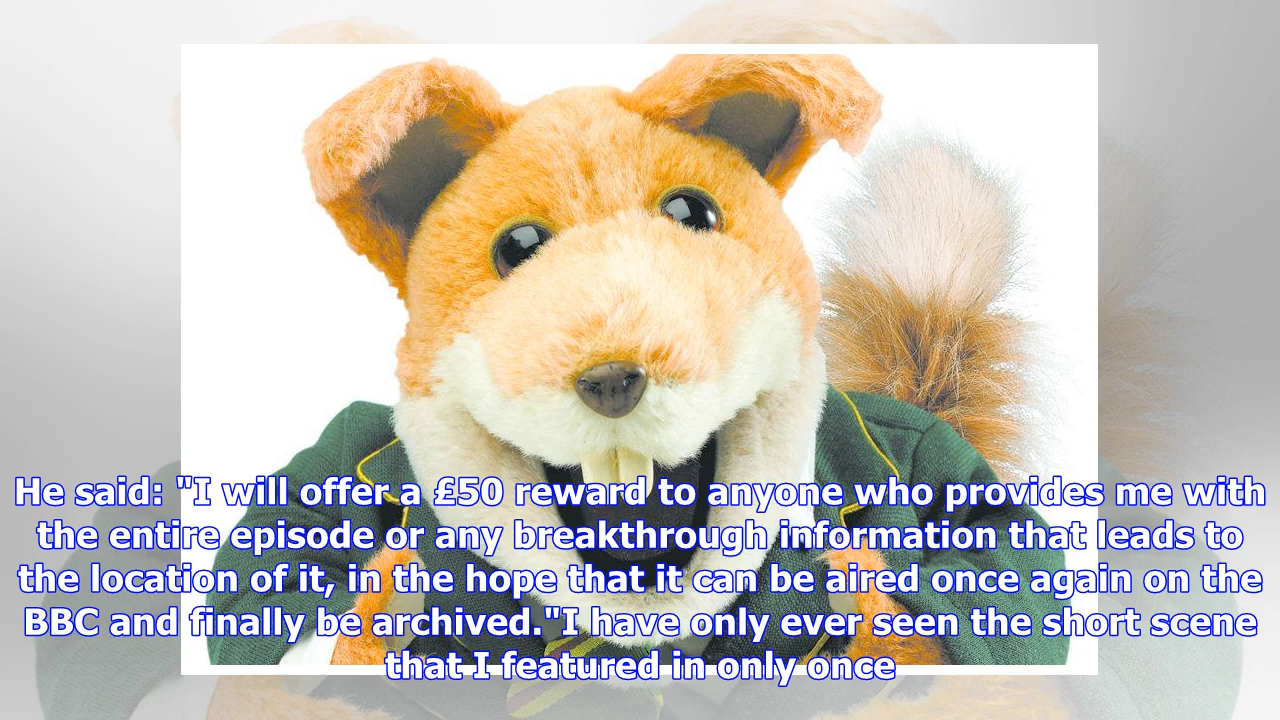 He said: "I will offer a £50 reward to anyone who provides me with
the entire episode or any breakthrough information that leads to
the location of it, in the hope that it can be aired once again on the
BBC and finally be archived."I have only ever seen the short scene
that I featured in only once